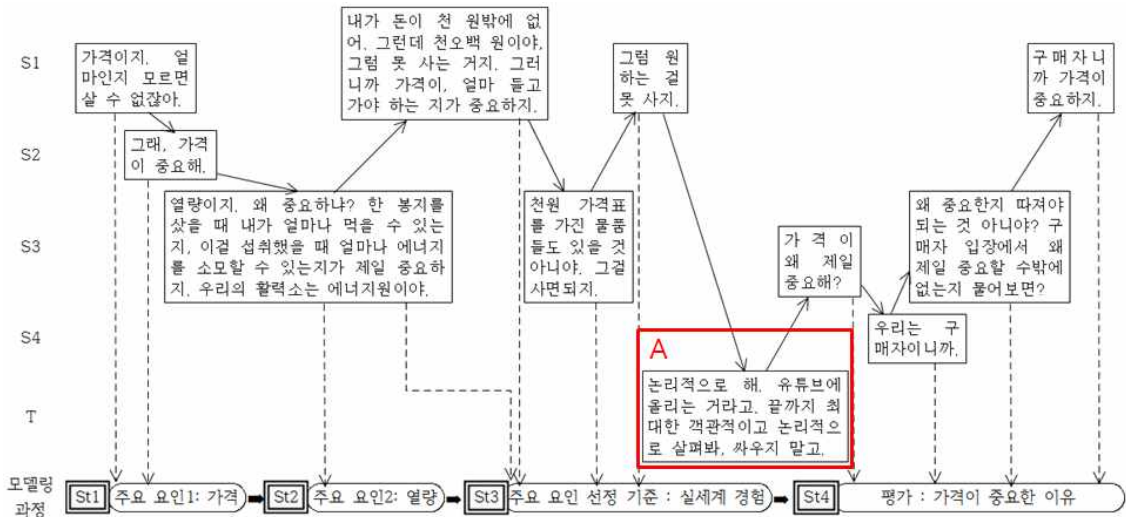 S1
가격이지. 얼
마인지 모르면
살 수 없잖아.
내가 돈이 천 원밖에 없
어. 그런데 천오백 원이야.
그럼 못 사는 거지. 그러
니까 가격이, 얼마 들고
가야 하는 지가 중요하지.
그럼 원
하는 걸
못 사지.
구매자니
까 가격이
중요하지.
S2
그래, 가격
이 중요해.
S3
열량이지. 왜 중요하냐? 한 봉지를
샀을 때 내가 얼마나 먹을 수 있는
지, 이걸 섭취했을 때 얼마나 에너지
를 소모할 수 있는지가 제일 중요하
지. 우리의 활력소는 에너지원이야.
천원 가격표
를 가진 물품
들도 있을 것
아니야. 그걸
사면되지.
가격이
왜 제일
중요해?
왜 중요한지 따져야
되는 것 아니야? 구
매자 입장에서 왜
제일 중요할 수밖에
없는지 물어보면?
S4
우리는 구
매자이니까.
A
T
논리적으로 해. 유튜브에
올리는 거라고. 끝까지 최
대한 객관적이고 논리적으
로 살펴봐, 싸우지 말고.
모델링
과정
St1
주요 요인1: 가격
St2
주요 요인2: 열량
St3
주요 요인 선정 기준 : 실세계 경험
St4
평가 : 가격이 중요한 이유